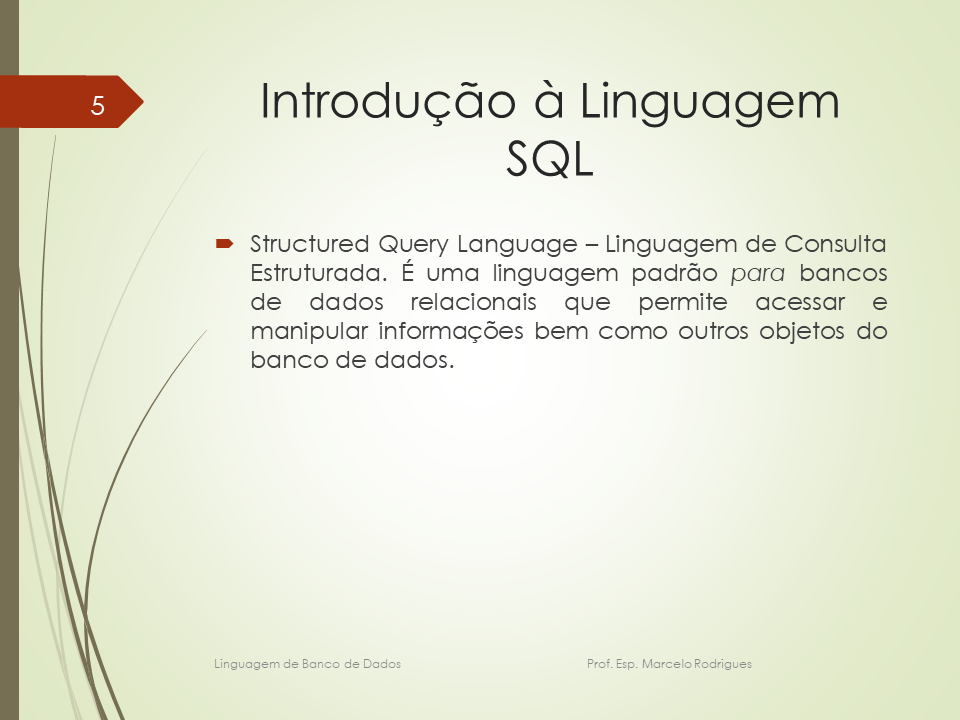 5
Introdução à Linguagem
SQL
Structured Query Language – Linguagem de Consulta
Estruturada. É uma linguagem padrão para bancos
de dados relacionais que permite acessar e
manipular informações bem como outros objetos do
banco de dados.
Linguagem de Banco de Dados Prof. Esp. Marcelo Rodrigues